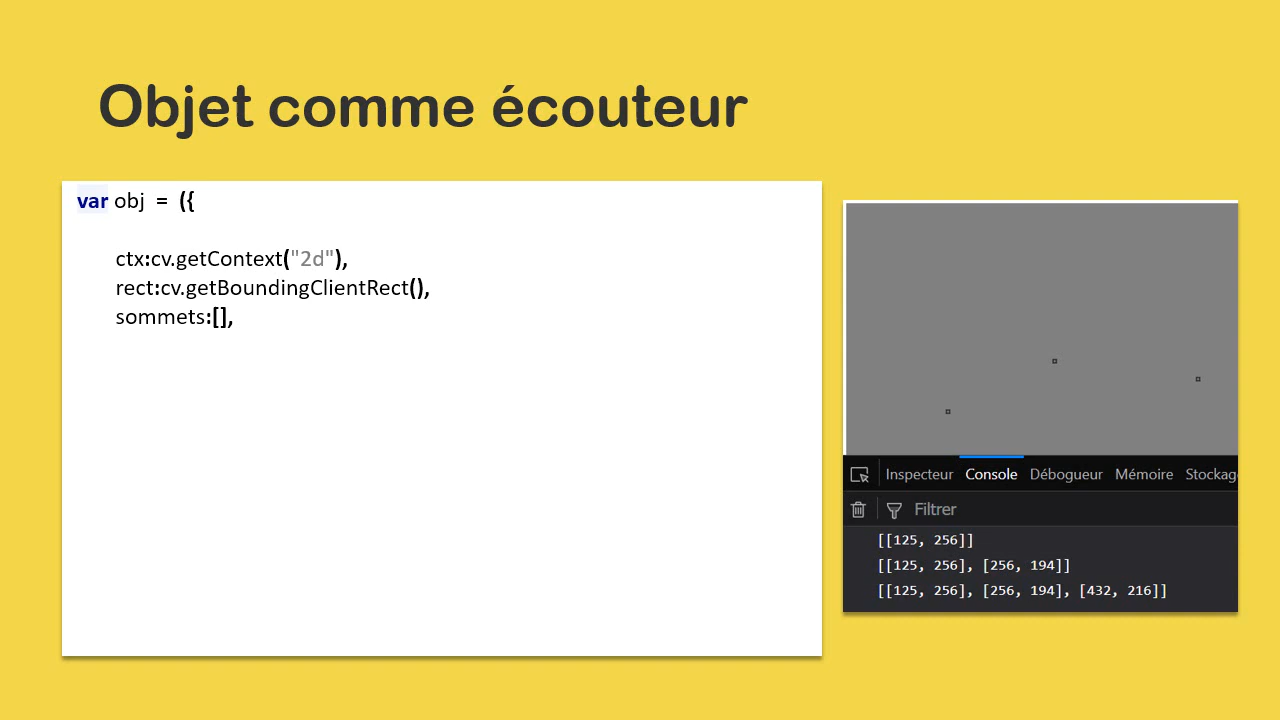 Objet comme écouteur
var obj = ({
ctx:cv.getContext("2d"),
rect:cv.getBoundingClientRect(),
sommets:[],
Inspecteur Console Débogueur Mémoire Stockag
Filtrer
[[125, 256]]
[[125, 256], [256, 194]]
[[125, 256], [256, 194], [432, 216]]